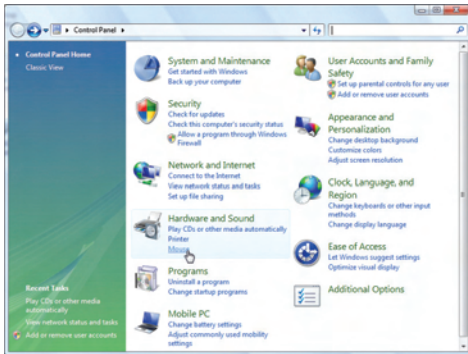 Control Panel
Control Panel Home
Classic View
System and Maintenance
Get started with Windows
Back up your computer
Security
Check for updates
Check this computer's security status
Allow a program through Windows
Firewall
Network and Internet
Connect to the Internet
View network status and tasks
Set up file sharing
Hardware and Sound
Play CDs or other media automatically
Printer
Mouse
Programs
Uninstall a program
Change startup programs
Mobile PC
Change battery settings
Adjust commonly used mobility
settings
User Accounts and Family
Safety
Set up parental controls for any user
Add or remove user accounts
Appearance and
Personalization
Change desktop background
Customize colors
Adjust screen resolution
Clock, Language, and
Region
Change keyboards or other input
methods
Change display language
Ease of Access
Let Windows suggest settings
Optimize visual display
Additional Options
Recent Tasks
Play CDs or other media
automatically
View network status and tasks
Add or remove user accounts